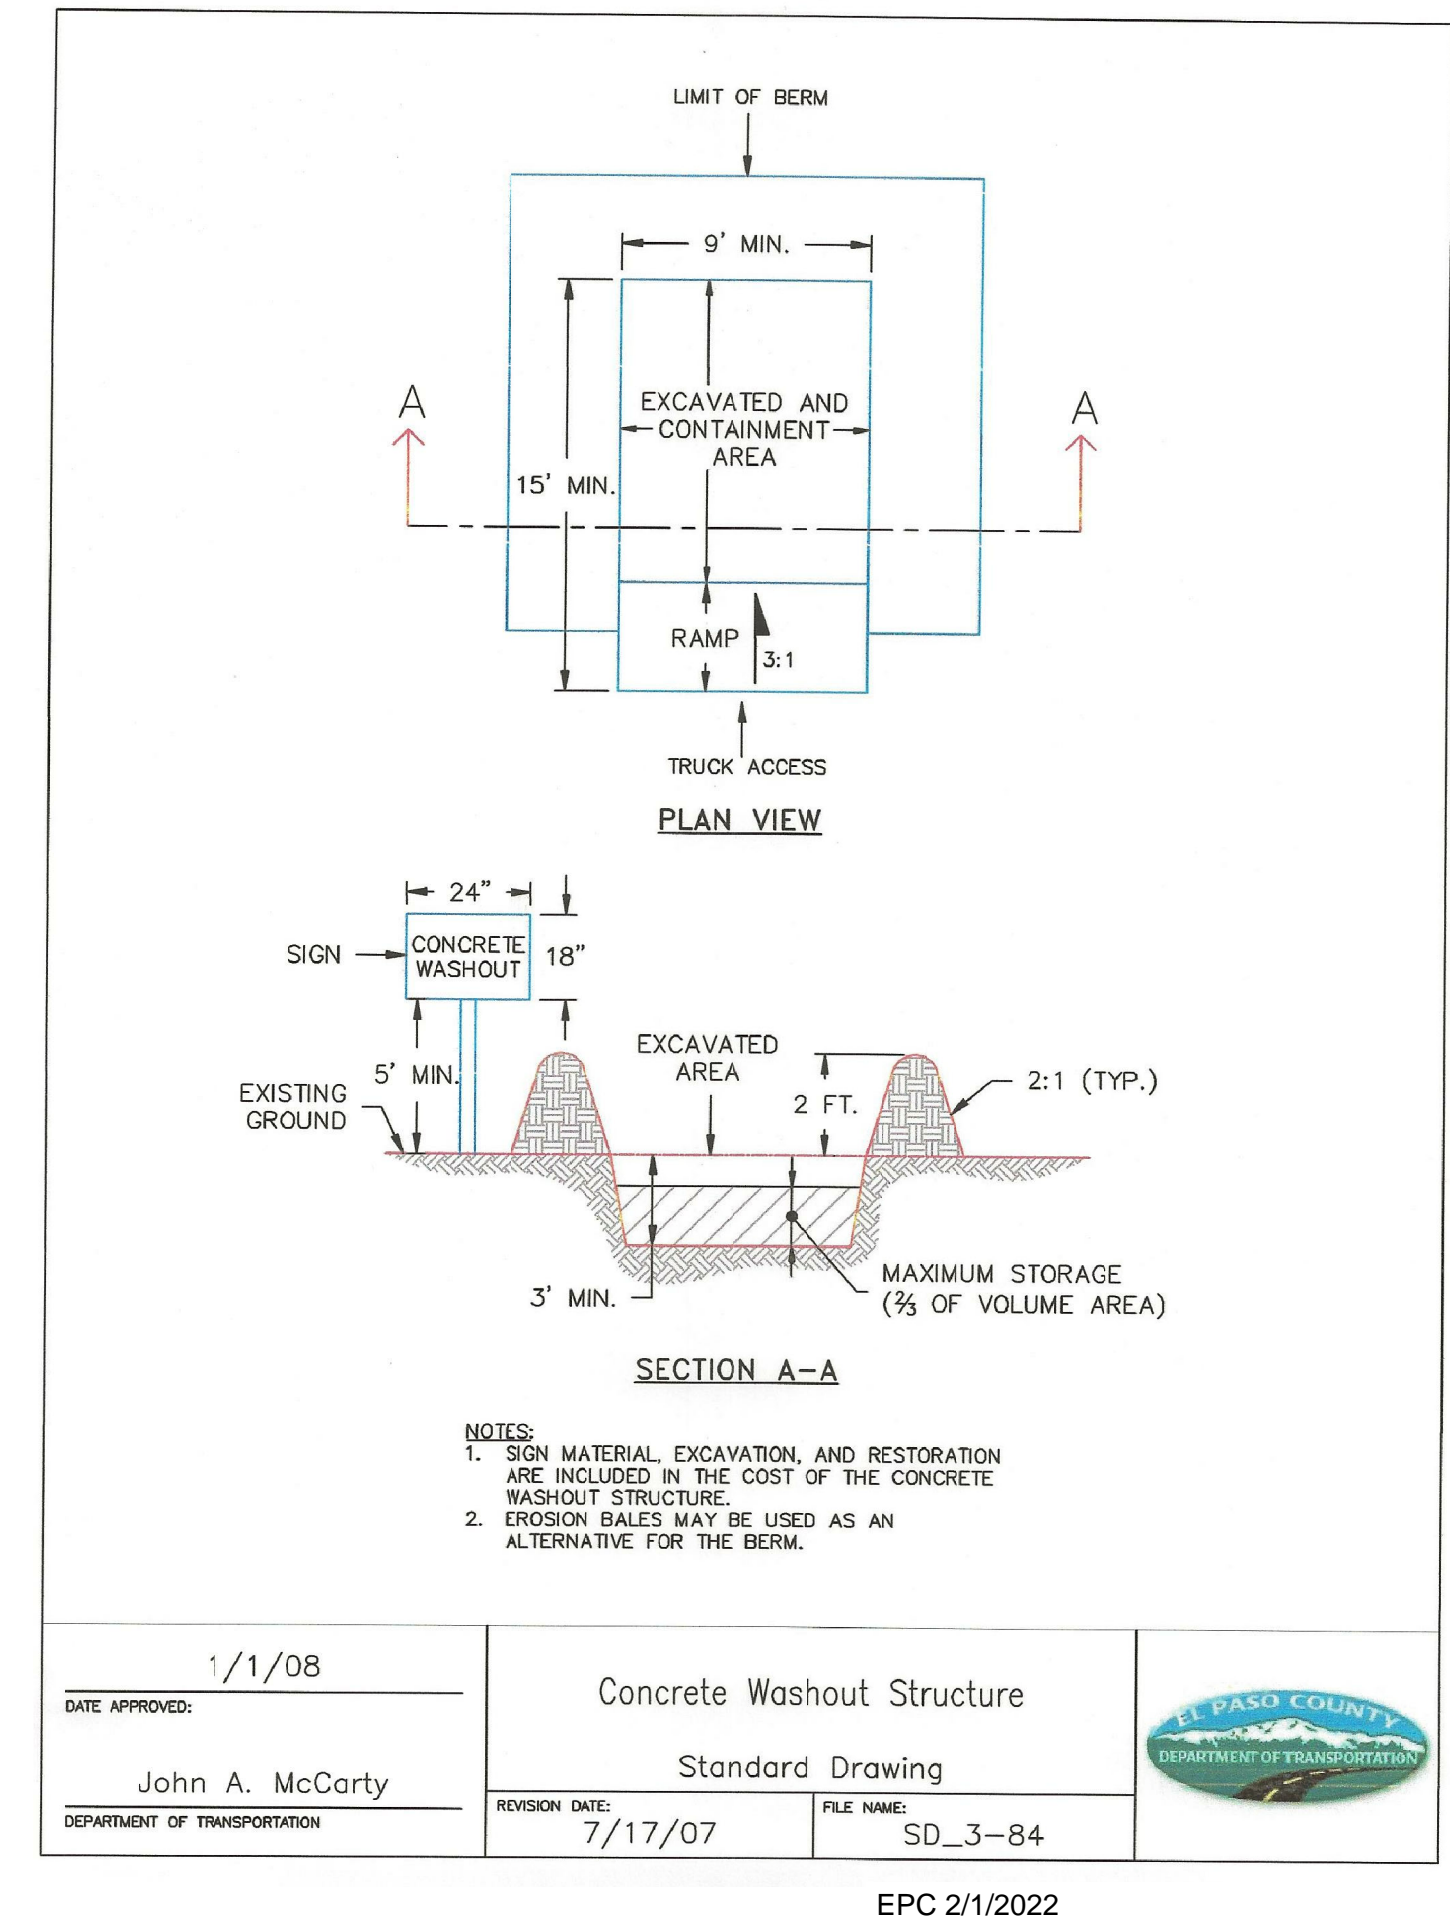 LIMIT OF BERM
9' MIN.
A
A
EXCAVATED AND
CONTAINMENT
AREA
15' MIN.
RAMP
3:1
TRUCK ACCESS
PLAN VIEW
24"
SIGN
CONCRETE
WASHOUT
18"
5' MIN.
EXISTING
GROUND
EXCAVATED
AREA
2 FT.
2:1 (TYP.)
3' MIN.
MAXIMUM STORAGE
(⅔ OF VOLUME AREA)
SECTION A-A
NOTES:
1. SIGN MATERIAL, EXCAVATION, AND RESTORATION
ARE INCLUDED IN THE COST OF THE CONCRETE
WASHOUT STRUCTURE.
2. EROSION BALES MAY BE USED AS AN
ALTERNATIVE FOR THE BERM.
1/1/08
DATE APPROVED:
John A. McCarty
DEPARTMENT OF TRANSPORTATION
Concrete Washout Structure
Standard Drawing
REVISION DATE:
7/17/07
FILE NAME:
SD_3-84
EL PASO COUNTY
DEPARTMENT OF TRANSPORTATION
EPC 2/1/2022